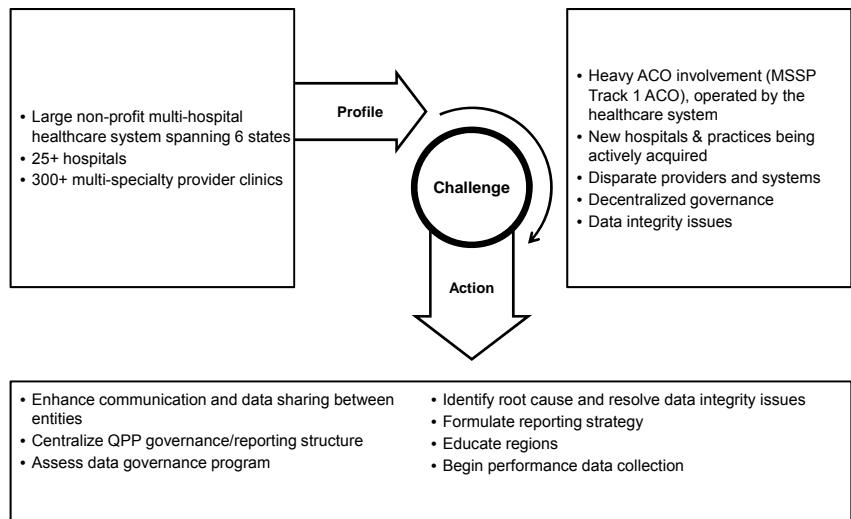 • Large non-profit multi-hospital
healthcare system spanning 6 states
• 25+ hospitals
• 300+ multi-specialty provider clinics
Profile
Challenge
Action
• Heavy ACO involvement (MSSP
Track 1 ACO), operated by the
healthcare system
• New hospitals & practices being
actively acquired
• Disparate providers and systems
• Decentralized governance
• Data integrity issues
• Enhance communication and data sharing between
entities
• Centralize QPP governance/reporting structure
• Assess data governance program
• Identify root cause and resolve data integrity issues
• Formulate reporting strategy
• Educate regions
• Begin performance data collection